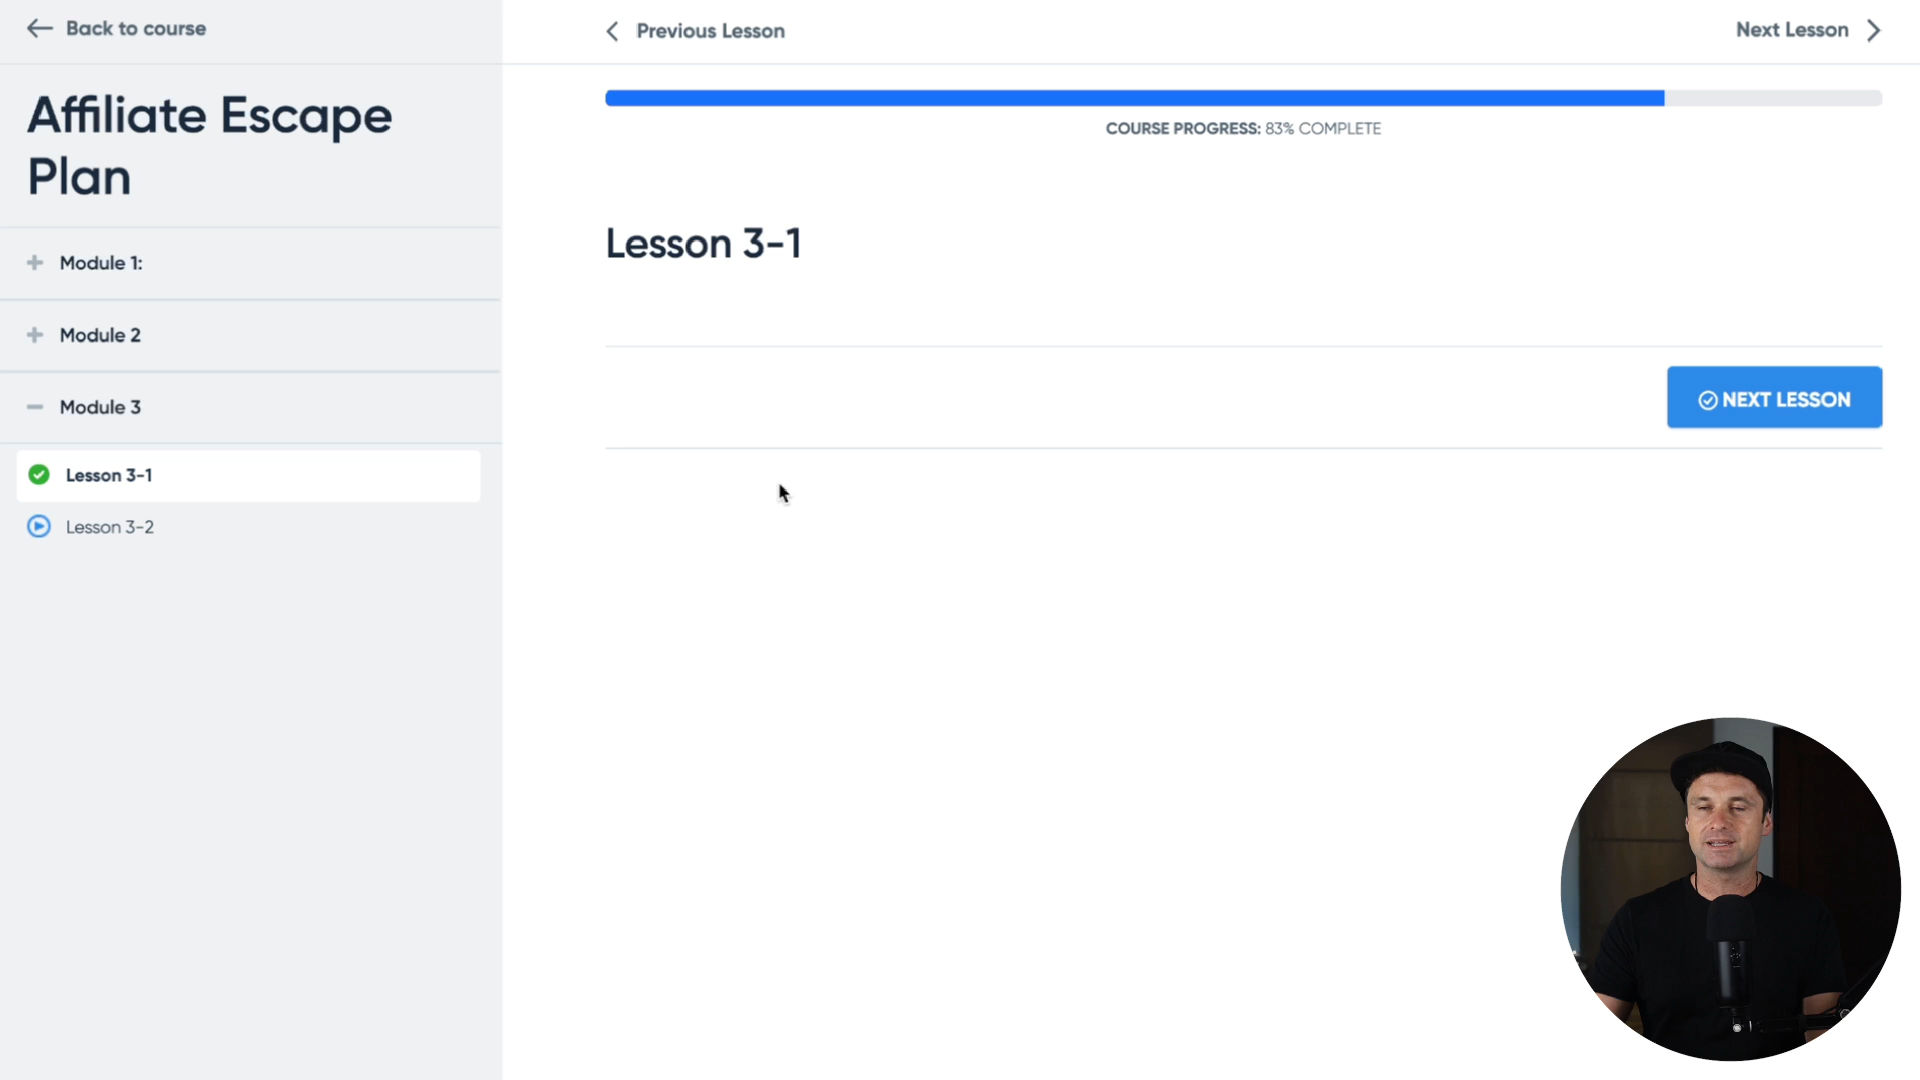 Back to course
Affiliate Escape
Plan
Module 1:
Module 2
Module 3
Lesson 3-1
Lesson 3-2
Previous Lesson
Next Lesson
COURSE PROGRESS: 83% COMPLETE
Lesson 3-1
NEXT LESSON